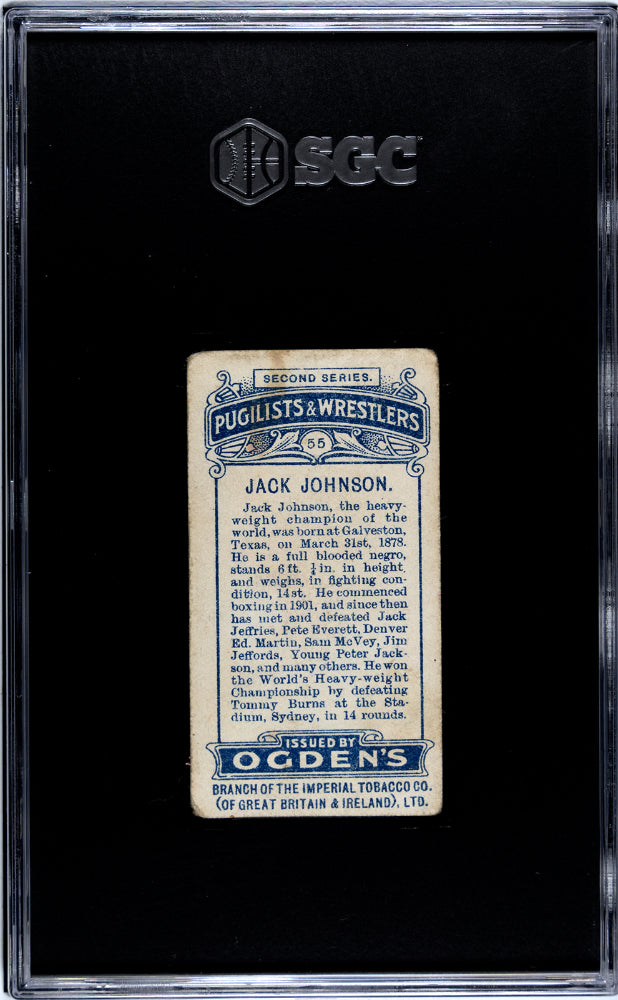 SGC
SECOND SERIES.
PUGILISTS & WRESTLERS
55
JACK JOHNSON.
Jack Johnson, the heavy-
weight champion of the
world, was born at Galveston,
Texas, on March 31st, 1878.
He is a full blooded negro,
stands 6 ft. ¼ in. in height
and weighs, in fighting con-
dition, 14 st. He commenced
boxing in 1901, and since then
has met and defeated Jack
Jeffries, Pete Everett, Denver
Ed. Martin, Sam McVey, Jim
Jeffords, Young Peter Jack-
son, and many others. He won
the World's Heavy-weight
Championship by defeating
Tommy Burns at the Sta-
dium, Sydney, in 14 rounds.
ISSUED BY
OGDEN'S
BRANCH OF THE IMPERIAL TOBACCO CO.
(OF GREAT BRITAIN & IRELAND), LTD.